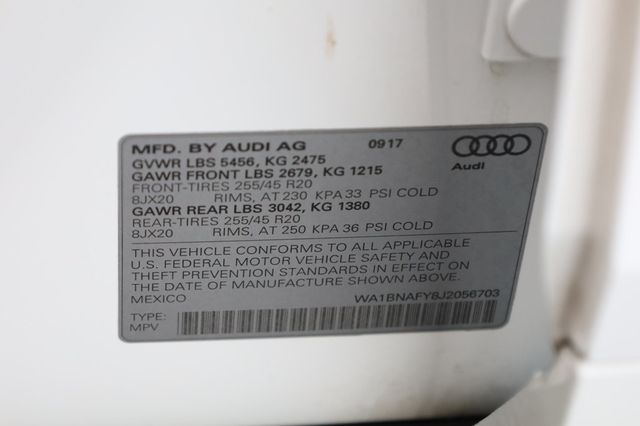 MFD. BY AUDI AG 0917
GVWR LBS 5456, KG 2475
GAWR FRONT LBS 2679, KG 1215
FRONT-TIRES 255/45 R20
8JX20 RIMS, AT 230 KPA 33 PSI COLD
GAWR REAR LBS 3042, KG 1380
REAR-TIRES 255/45 R20
8JX20 RIMS, AT 250 KPA 36 PSI COLD
Audi
THIS VEHICLE CONFORMS TO ALL APPLICABLE
U.S. FEDERAL MOTOR VEHICLE SAFETY AND
THEFT PREVENTION STANDARDS IN EFFECT ON
THE DATE OF MANUFACTURE SHOWN ABOVE.
MEXICO WA1BNAFY8J2056703
TYPE:
MPV